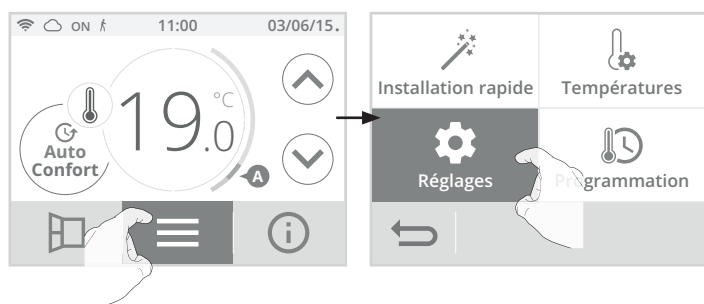 ON 11:00 03/06/15.
19.0 °C
Auto
Confort
A
Installation rapide Températures
Réglages Programmation